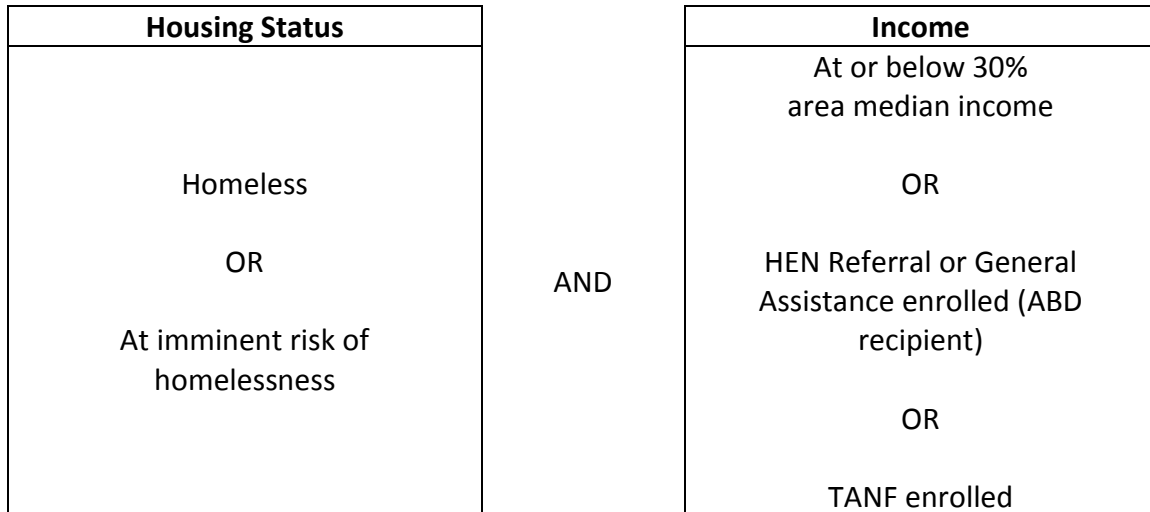 Housing Status
Homeless
OR
At imminent risk of
homelessness
AND
Income
At or below 30%
area median income
OR
HEN Referral or General
Assistance enrolled (ABD
recipient)
OR
TANF enrolled